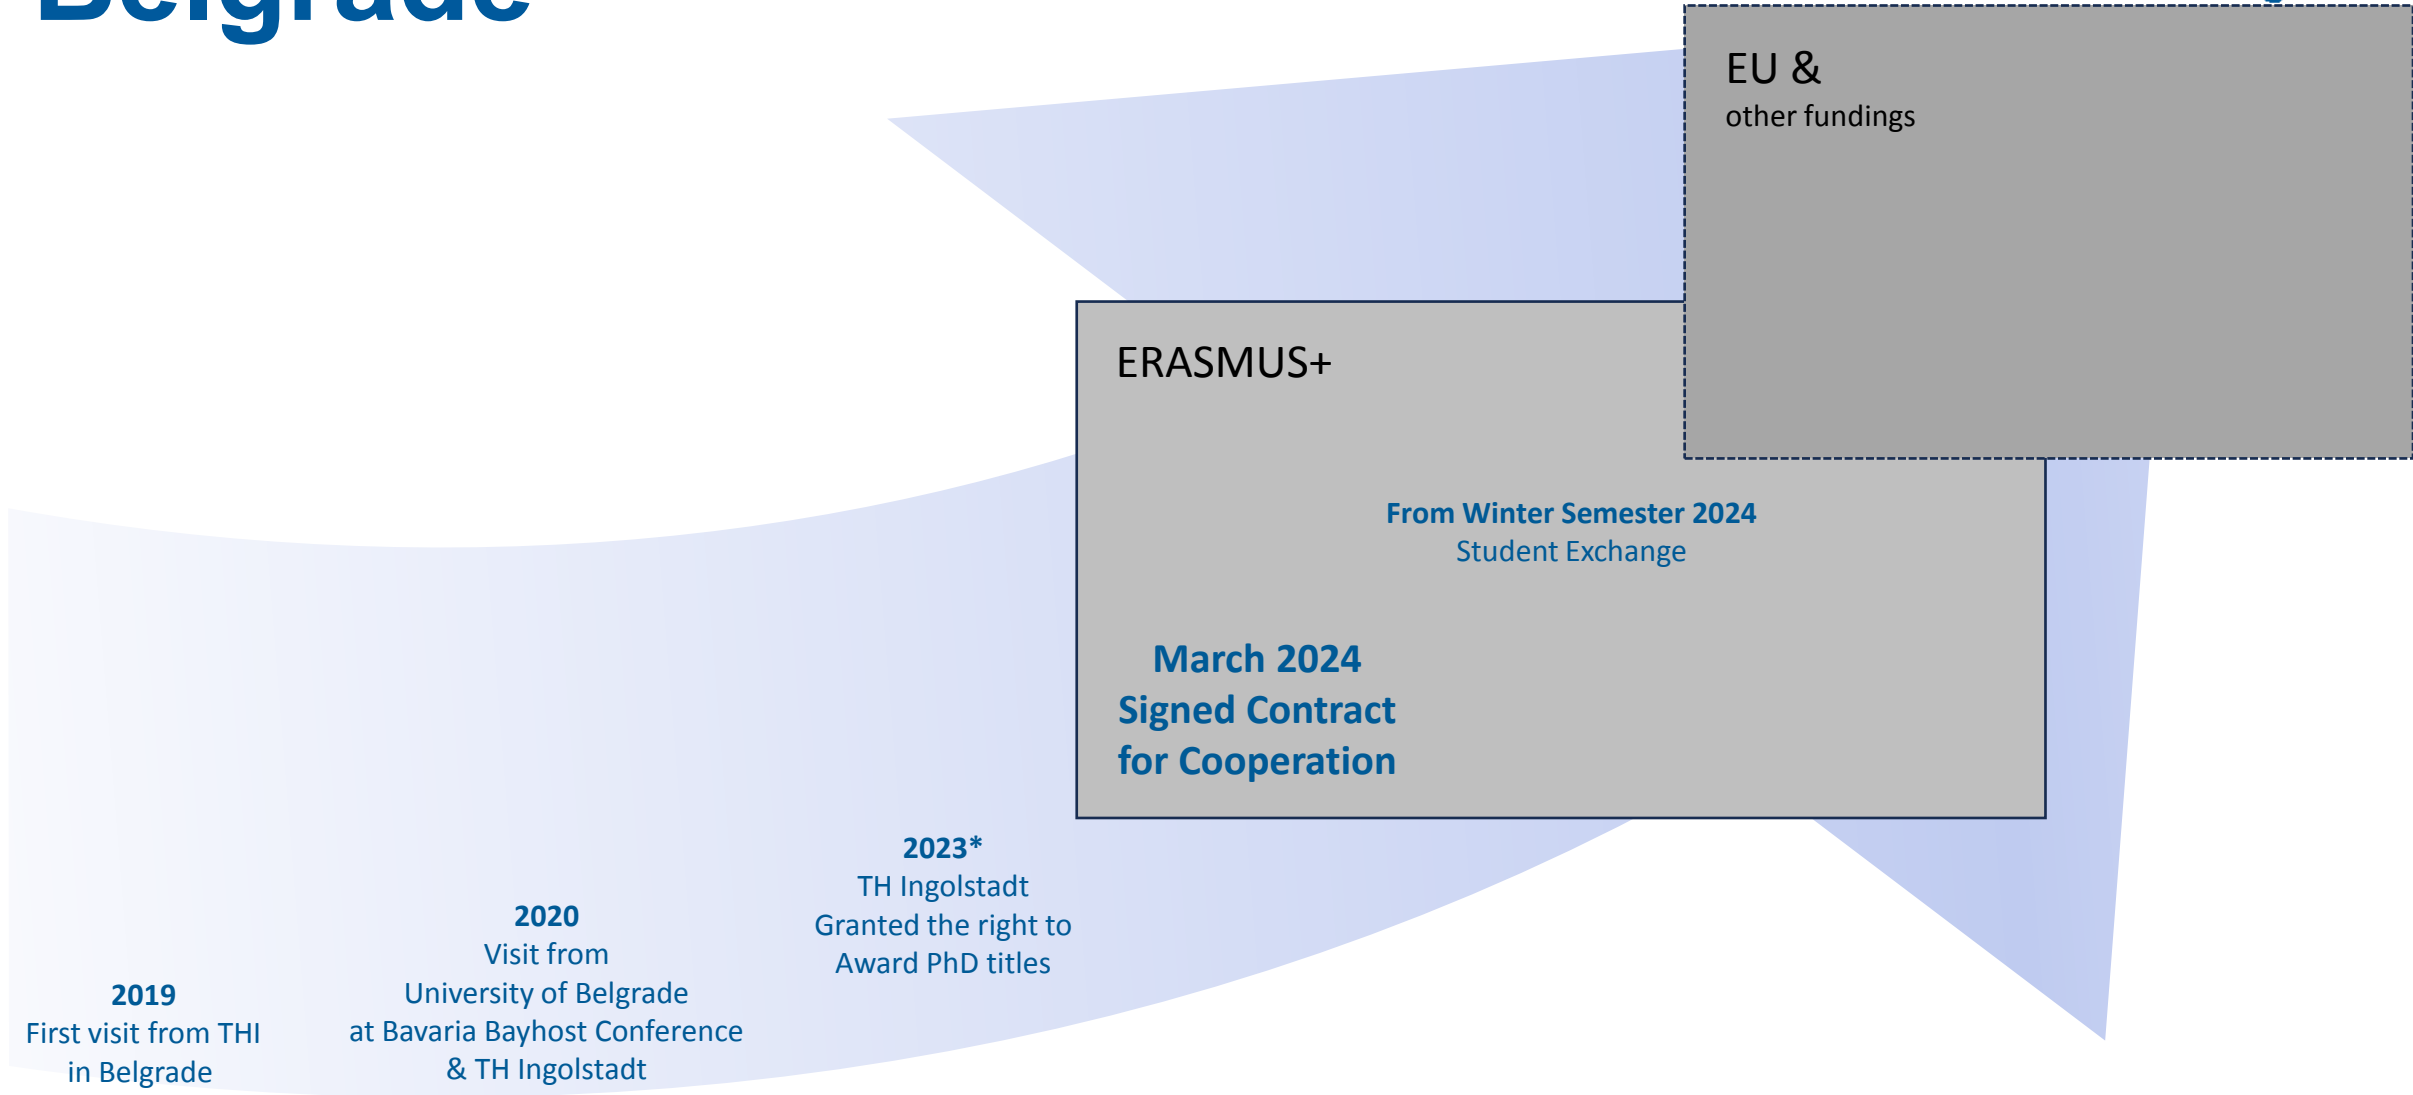 Belgrade
EU &
other fundings
ERASMUS+
From Winter Semester 2024
Student Exchange
March 2024
Signed Contract
for Cooperation
2023*
TH Ingolstadt
Granted the right to
Award PhD titles
2020
Visit from
University of Belgrade
at Bavaria Bayhost Conference
& TH Ingolstadt
2019
First visit from THI
in Belgrade